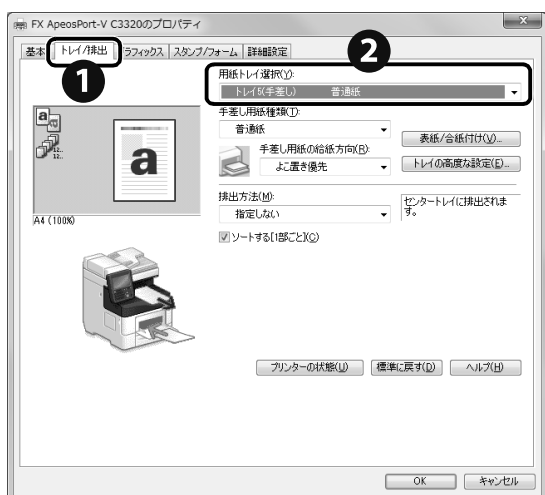 FX ApeosPort-V C3320のプロパティ
基本 トレイ/排出 グラフィックス スタンプ/フォーム 詳細設定
1
2
用紙トレイ選択(Y):
トレイ5(手差し) 普通紙
手差し用紙種類(T):
普通紙
表紙/合紙付け(V)...
手差し用紙の給紙方向(R):
よこ置き優先
トレイの高度な設定(E)...
a
a
12..
12..
A4 (100%)
排出方法(M):
指定しない
センタートレイに排出されま
す。
ソートする[1部ごと](C)
プリンターの状態(U) 標準に戻す(D) ヘルプ(H)
OK キャンセル